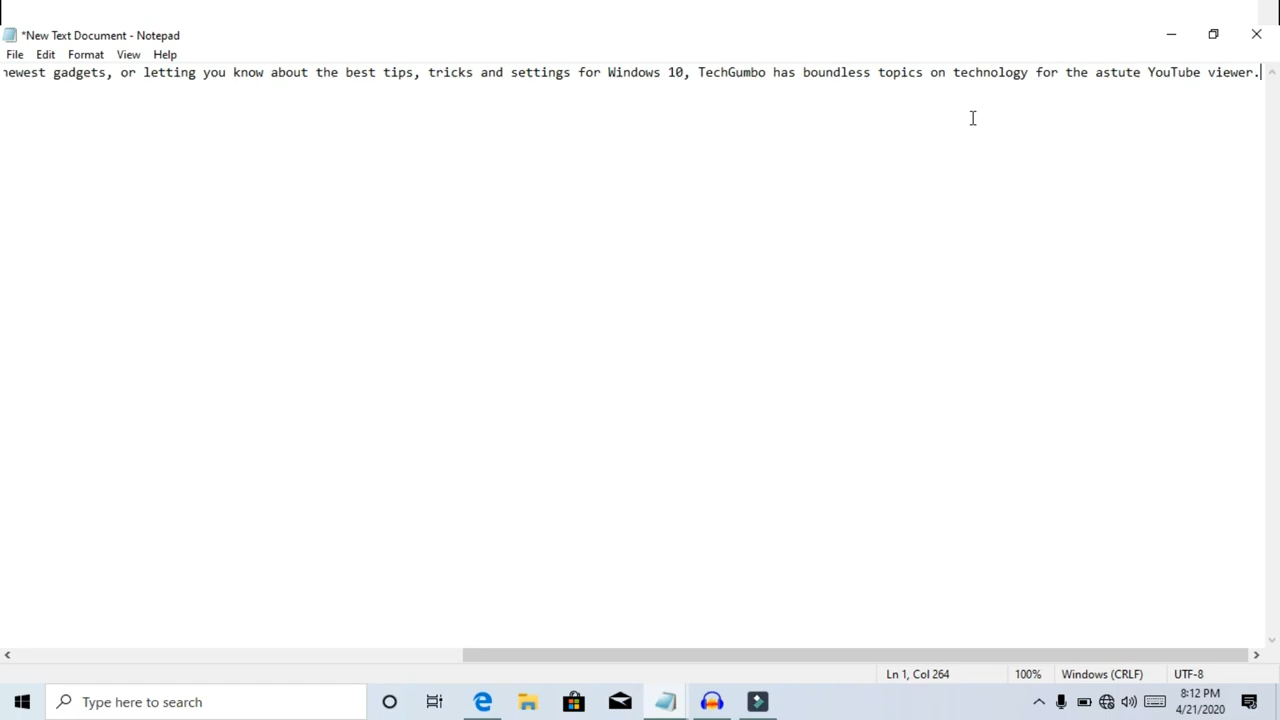 *New Text Document - Notepad
File Edit Format View Help
newest gadgets, or letting you know about the best tips, tricks and settings for Windows 10, TechGumbo has boundless topics on technology for the astute YouTube viewer.
Ln 1, Col 264 100% Windows (CRLF) UTF-8
Type here to search
8:12 PM
4/21/2020